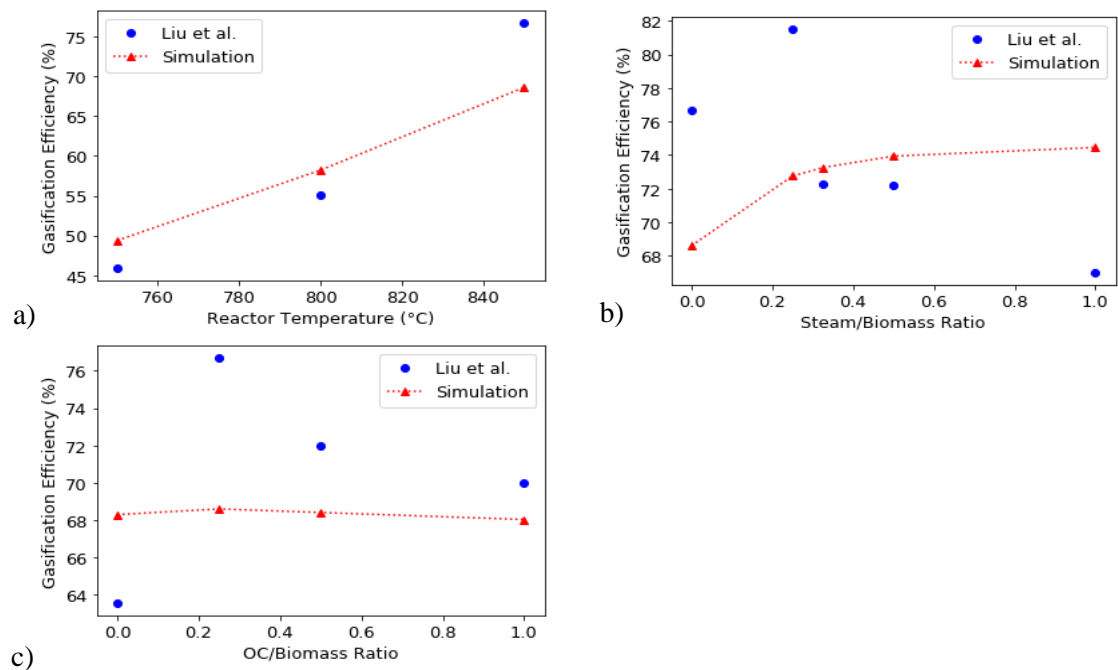 Gasification Efficiency (%)
75
70
65
60
55
50
45
Liu et al.
Simulation
760 780 800 820 840
Reactor Temperature (°C)
a)
Gasification Efficiency (%)
82
80
78
76
74
72
70
68
Liu et al.
Simulation
0.0 0.2 0.4 0.6 0.8 1.0
Steam/Biomass Ratio
b)
Gasification Efficiency (%)
76
74
72
70
68
66
64
Liu et al.
Simulation
0.0 0.2 0.4 0.6 0.8 1.0
OC/Biomass Ratio
c)